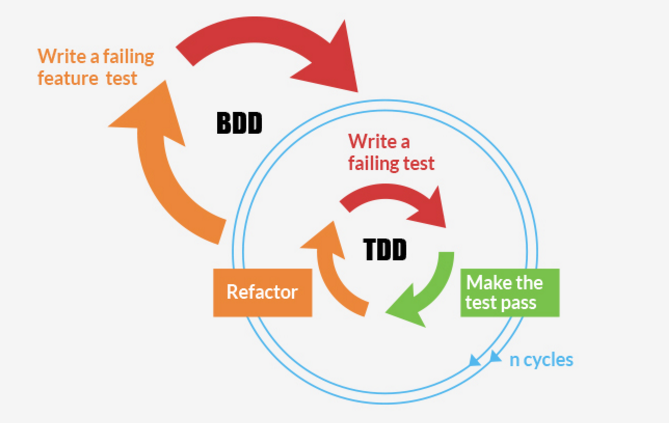 Write a failing
feature test
BDD
Write a
failing test
TDD
Refactor
Make the
test pass
n cycles